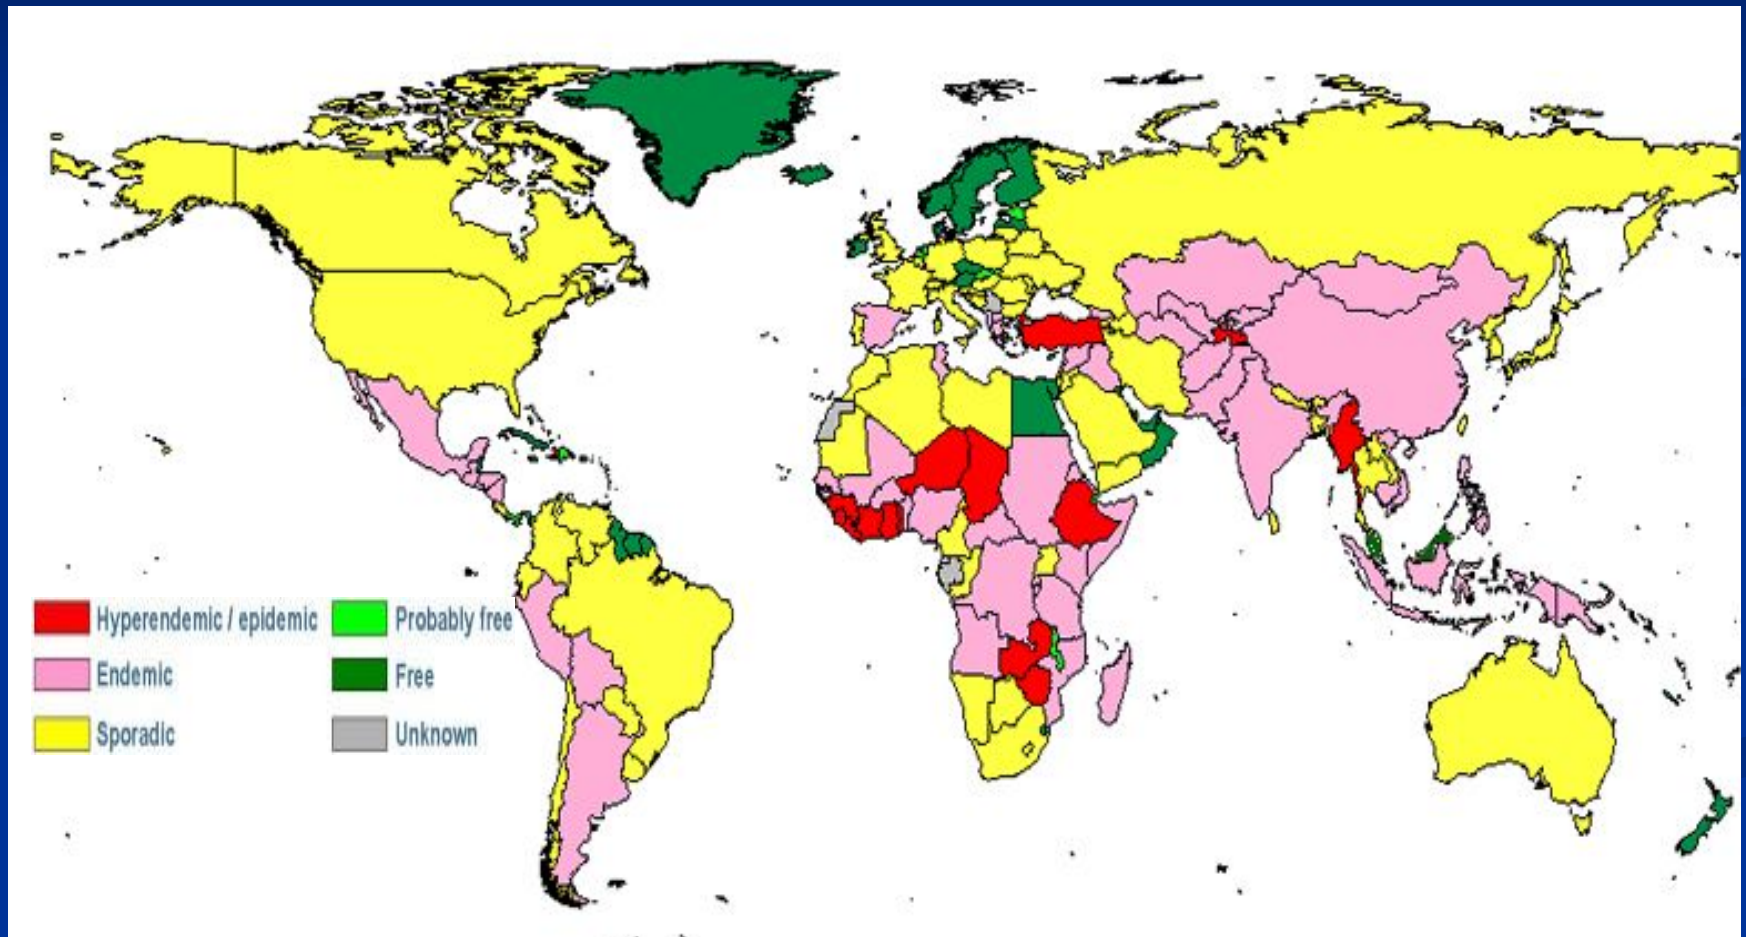 Hyperendemic / epidemic
Endemic
Sporadic
Probably free
Free
Unknown